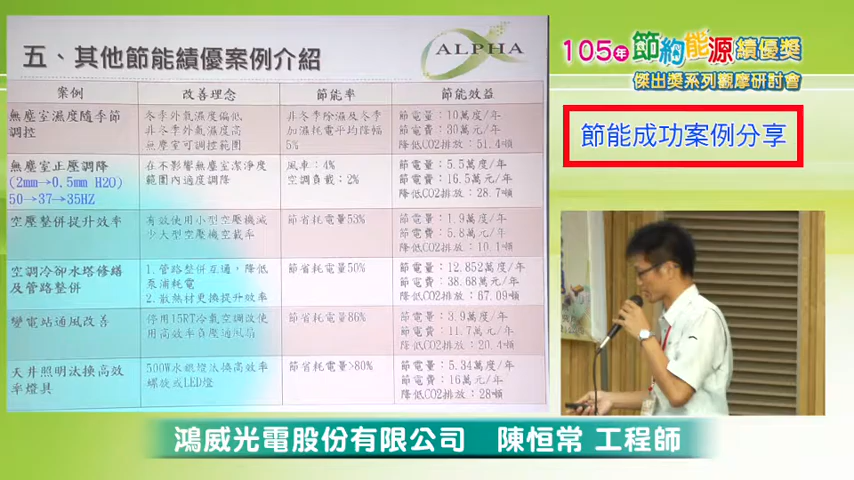 五、其他節能績優案例介紹
ALPHA
案例 改善理念 節能率 節能效益
無塵室濕度隨季節調控
冬季外氣濕度偏低
非冬季外氣濕度高
無塵室可調控範圍
非冬季除濕及冬季
加濕耗電平均降幅
5%
節電量：10萬度/年
節電費：30萬元/年
降低CO2排放：51.4噸
無塵室正壓調降
(2mm→0.5mm H2O)
50→37→35HZ
在不影響無塵室潔淨度
範圍內適度調降
風車：4%
空調負載：2%
節電量：5.5萬度/年
節電費：16.5萬元/年
降低CO2排放：28.7噸
空壓整併提升效率
有效使用小型空壓機減
少大型空壓機空載率
節省耗電量53%
節電量：1.9萬度/年
節電費：5.8萬元/年
降低CO2排放：10.1噸
空調冷卻水塔修繕
及管路整併
1.管路整併互通，降低
泵浦耗電
2.散熱材更換提升效率
節省耗電量50%
節電量：12.852萬度/年
節電費：38.68萬元/年
降低CO2排放：67.09噸
變電站通風改善
停用15RT冷氣空調改使
用高效率負壓通風扇
節省耗電量86%
節電量：3.9萬度/年
節電費：11.7萬元/年
降低CO2排放：20.4噸
天井照明汰換高效
率燈具
500W水銀燈汰換高效率
螺旋或LED燈
節省耗電量>80%
節電量：5.34萬度/年
節電費：16萬元/年
降低CO2排放：28噸
105年節約能源績優獎
傑出獎系列觀摩研討會
節能成功案例分享
鴻威光電股份有限公司 陳恒常 工程師